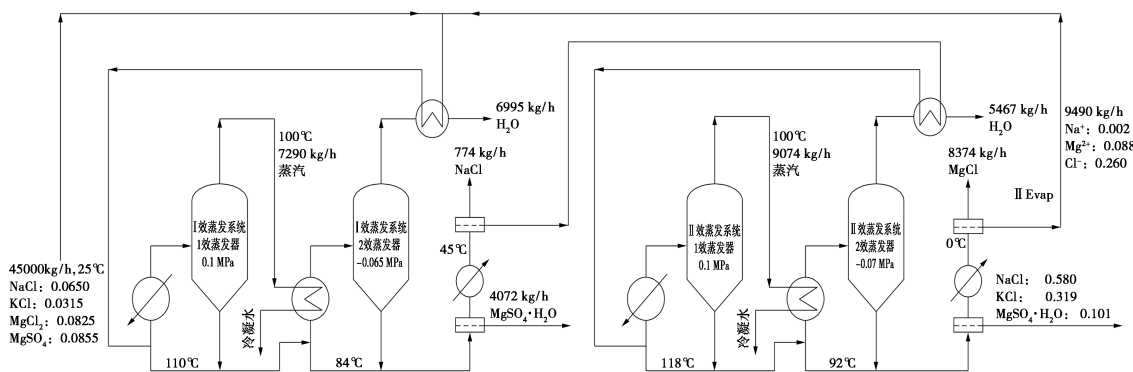 45000kg/h,25℃
NaCl：0.0650
KCl：0.0315
MgCl₂：0.0825
MgSO₄：0.0855
110℃
Ⅰ效蒸发系统
1效蒸发器
0.1 MPa
100℃
7290 kg/h
蒸汽
冷凝水
84℃
Ⅰ效蒸发系统
2效蒸发器
-0.065 MPa
6995 kg/h
H₂O
774 kg/h
NaCl
45℃
4072 kg/h
MgSO₄·H₂O
118℃
Ⅱ效蒸发系统
1效蒸发器
0.1 MPa
100℃
9074 kg/h
蒸汽
冷凝水
92℃
Ⅱ效蒸发系统
2效蒸发器
-0.07 MPa
5467 kg/h
H₂O
8374 kg/h
MgCl
0℃
9490 kg/h
Na⁺：0.002
Mg²⁺：0.088
Cl⁻：0.260
Ⅱ Evap
NaCl： 0.580
KCl： 0.319
MgSO₄·H₂O：0.101